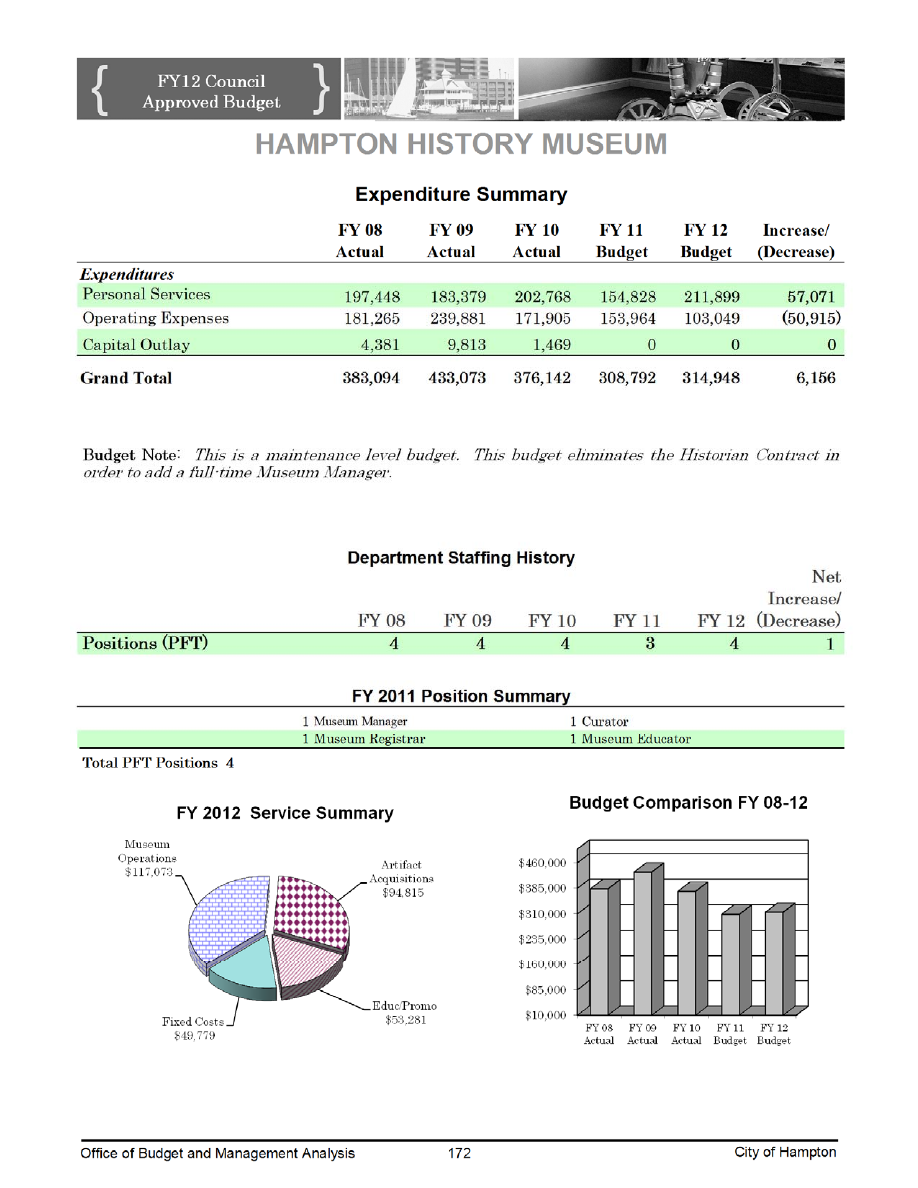 FY12 Council
Approved Budget
HAMPTON HISTORY MUSEUM
Expenditure Summary
FY 08 FY 09 FY 10 FY 11 FY 12 Increase/
Actual Actual Actual Budget Budget (Decrease)
Expenditures
Personal Services 197,448 183,379 202,768 154,828 211,899 57,071
Operating Expenses 181,265 239,881 171,905 153,964 103,049 (50,915)
Capital Outlay 4,381 9,813 1,469 0 0 0
Grand Total 383,094 433,073 376,142 308,792 314,948 6,156
Budget Note: This is a maintenance level budget. This budget eliminates the Historian Contract in
order to add a full-time Museum Manager.
Department Staffing History
Net
Increase/
FY 08 FY 09 FY 10 FY 11 FY 12 (Decrease)
Positions (PFT) 4 4 4 3 4 1
FY 2011 Position Summary
1 Museum Manager 1 Curator
1 Museum Registrar 1 Museum Educator
Total PFT Positions 4
FY 2012 Service Summary
Museum
Operations
$117,073
Artifact
Acquisitions
$94,815
Educ/Promo
$53,281
Fixed Costs
$49,779
Budget Comparison FY 08-12
$460,000
$385,000
$310,000
$235,000
$160,000
$85,000
$10,000
FY 08 FY 09 FY 10 FY 11 FY 12
Actual Actual Actual Budget Budget
Office of Budget and Management Analysis 172 City of Hampton